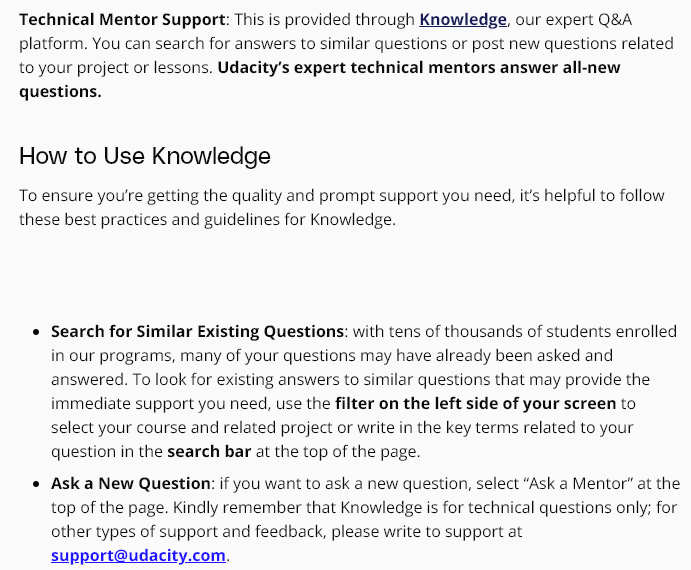 Technical Mentor Support: This is provided through Knowledge, our expert Q&A
platform. You can search for answers to similar questions or post new questions related
to your project or lessons. Udacity’s expert technical mentors answer all-new
questions.
How to Use Knowledge
To ensure you’re getting the quality and prompt support you need, it’s helpful to follow
these best practices and guidelines for Knowledge.
• Search for Similar Existing Questions: with tens of thousands of students enrolled
in our programs, many of your questions may have already been asked and
answered. To look for existing answers to similar questions that may provide the
immediate support you need, use the filter on the left side of your screen to
select your course and related project or write in the key terms related to your
question in the search bar at the top of the page.
• Ask a New Question: if you want to ask a new question, select “Ask a Mentor” at the
top of the page. Kindly remember that Knowledge is for technical questions only; for
other types of support and feedback, please write to support at
support@udacity.com.